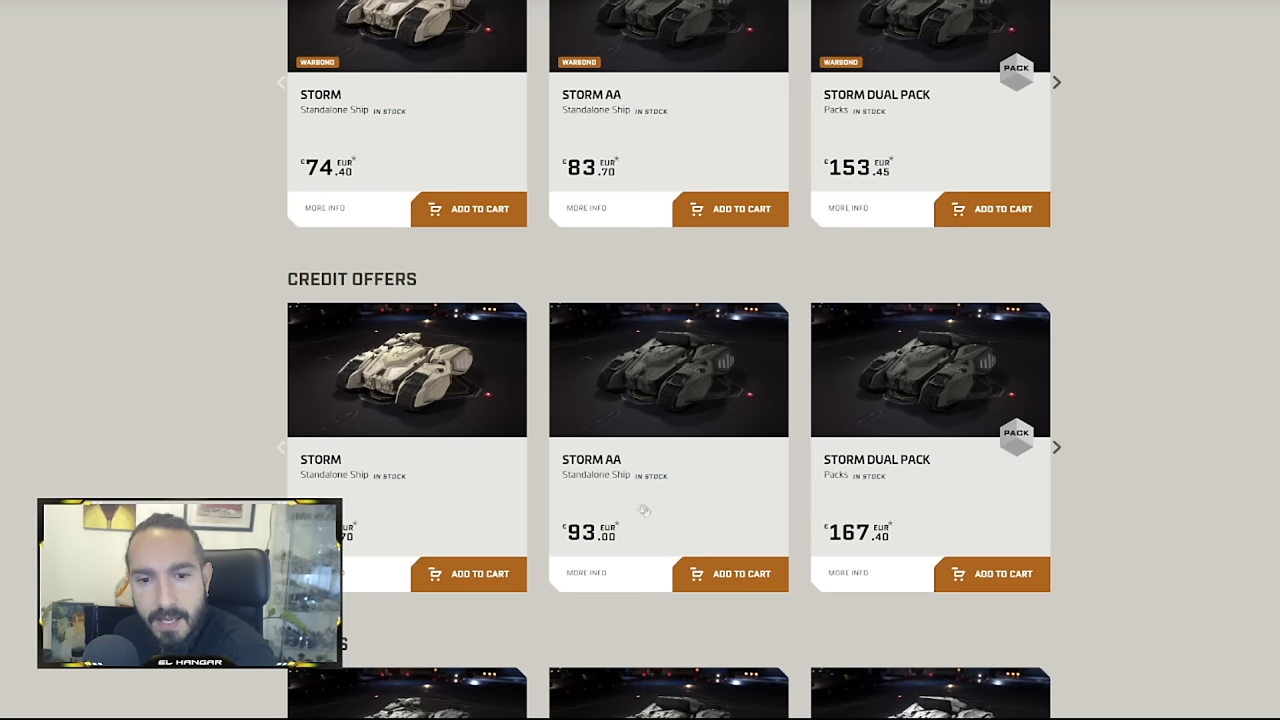 WARBOND
WARBOND
WARBOND
PACK
STORM
Standalone Ship IN STOCK
€74.40 EUR*
MORE INFO
ADD TO CART
STORM AA
Standalone Ship IN STOCK
€83.70 EUR*
MORE INFO
ADD TO CART
STORM DUAL PACK
Packs IN STOCK
€153.45 EUR*
MORE INFO
ADD TO CART
CREDIT OFFERS
PACK
STORM
Standalone Ship IN STOCK
70
ADD TO CART
STORM AA
Standalone Ship IN STOCK
€93.00 EUR*
MORE INFO
ADD TO CART
STORM DUAL PACK
Packs IN STOCK
€167.40 EUR*
MORE INFO
ADD TO CART
EL HANGAR